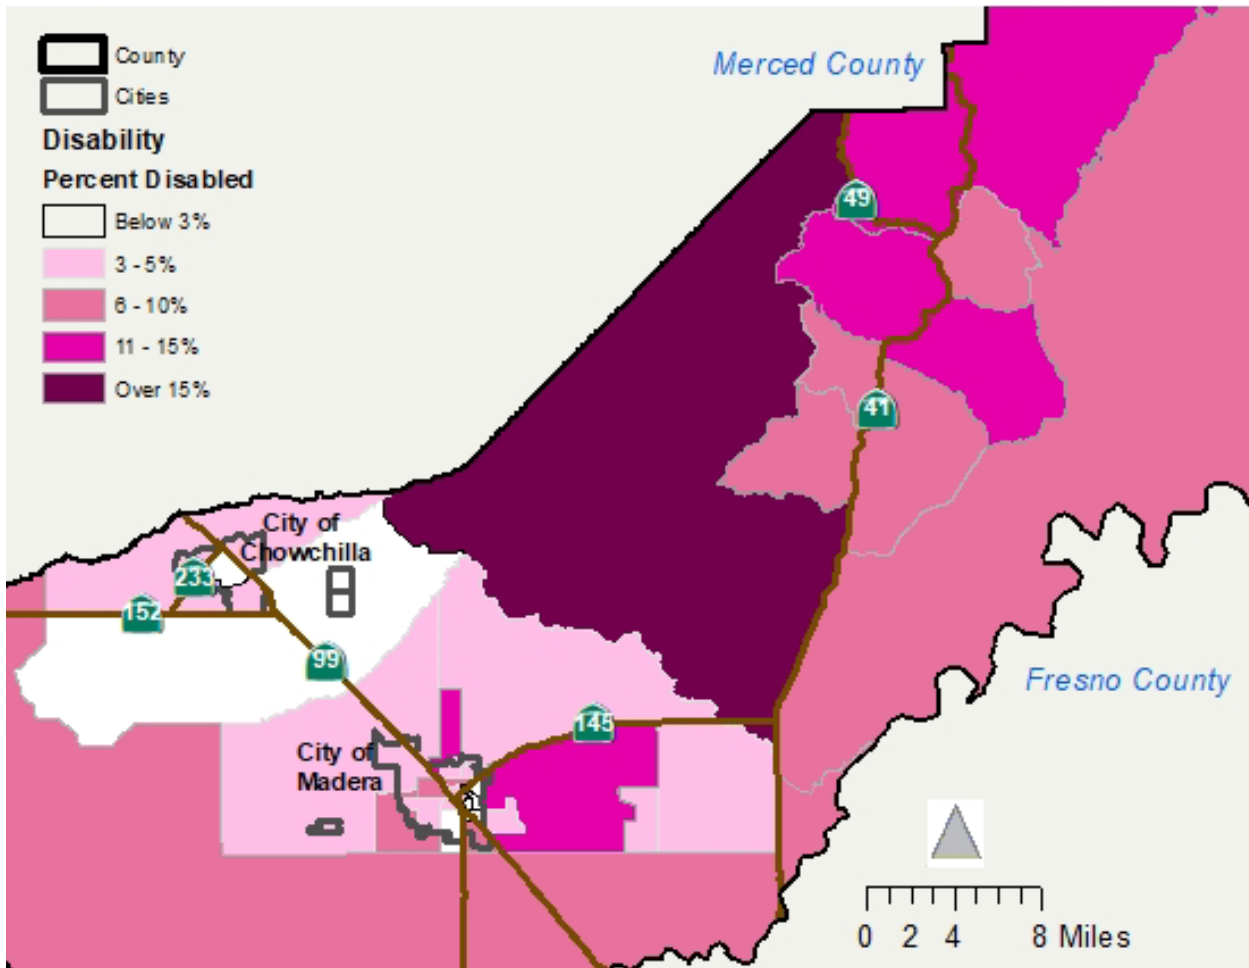 County
Cities
Disability
Percent Disabled
Below 3%
3 - 5%
6 - 10%
11 - 15%
Over 15%
Merced County
49
41
City of
Chowchilla
233
152
99
Fresno County
145
City of
Madera
0 2 4 8 Miles